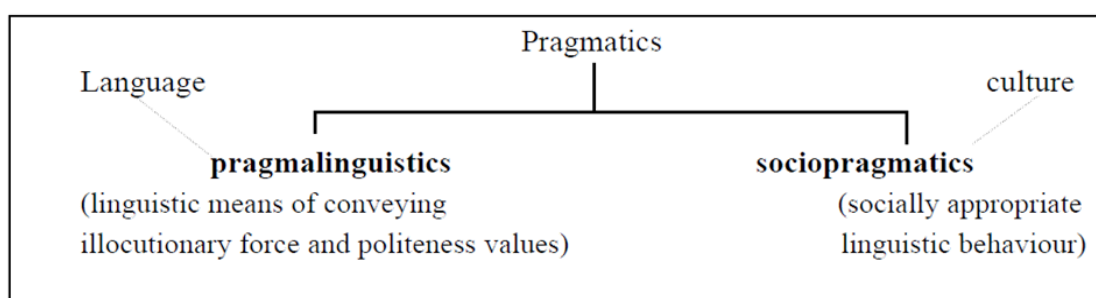 Pragmatics
Language culture
pragmalinguistics sociopragmatics
(linguistic means of conveying (socially appropriate
illocutionary force and politeness values) linguistic behaviour)